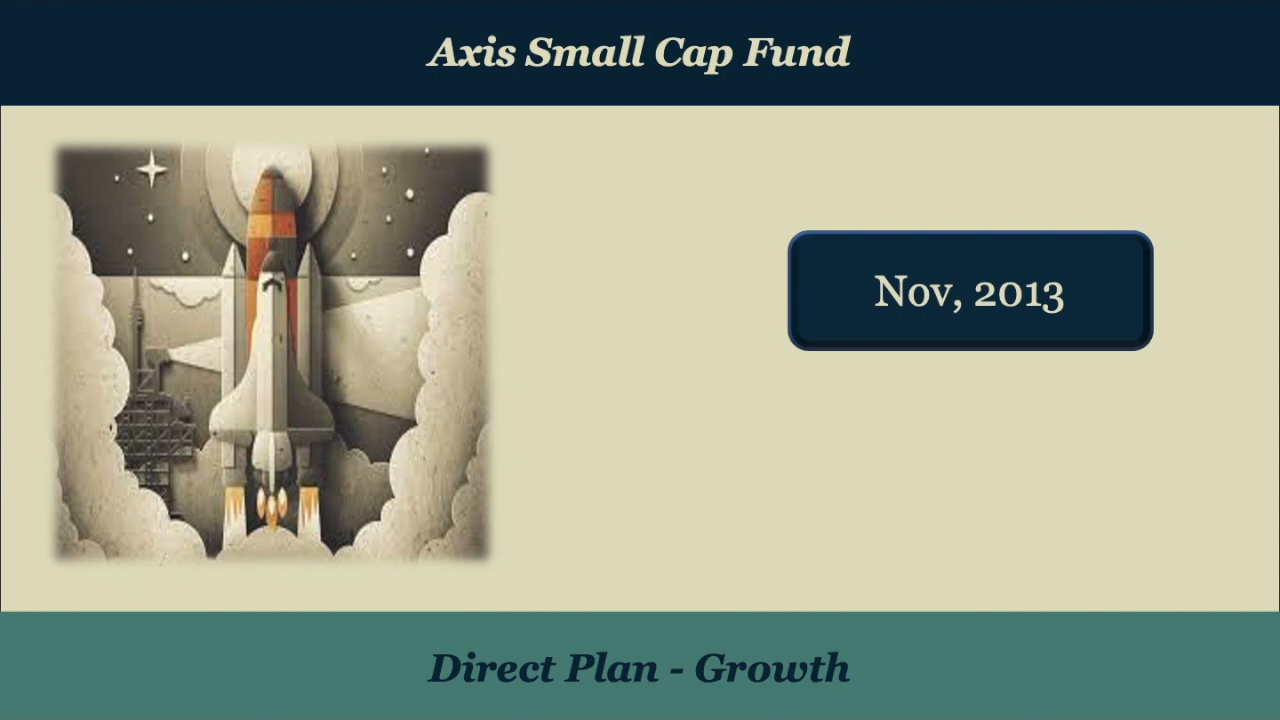 Axis Small Cap Fund
Nov, 2013
Direct Plan - Growth